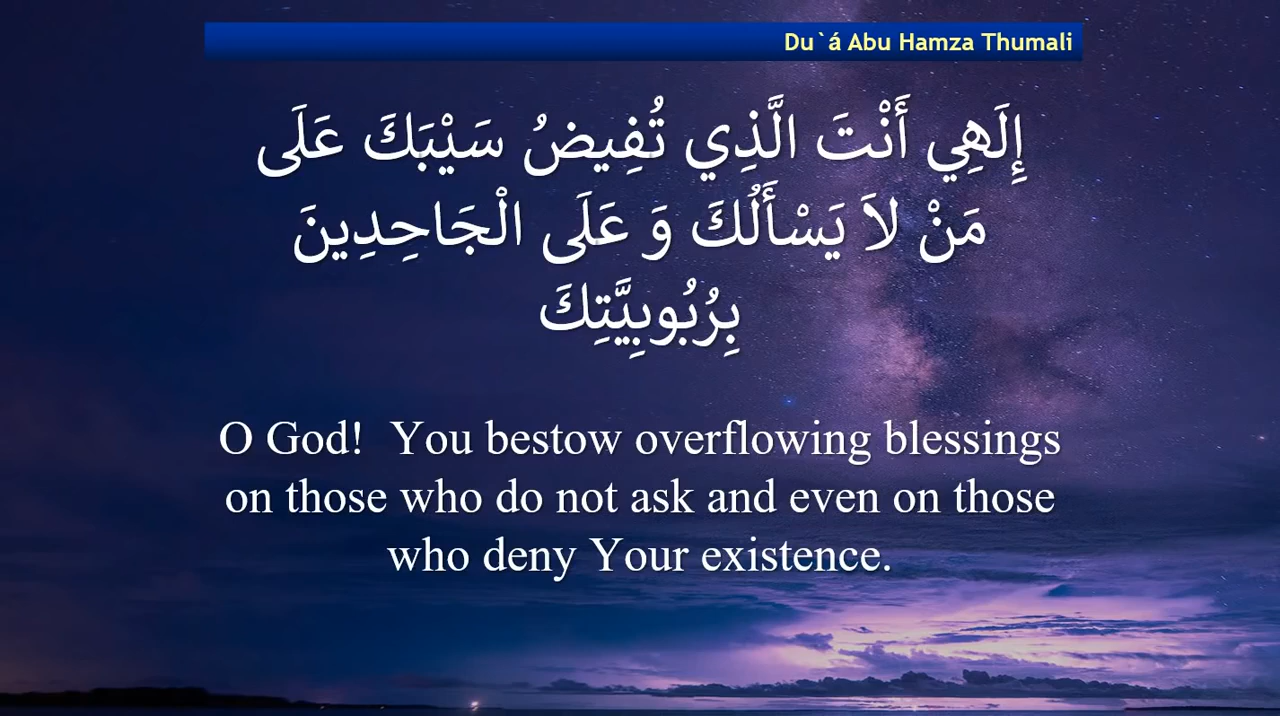 Du`á Abu Hamza Thumali
إِلَهِي أَنْتَ الَّذِي تُفِيضُ سَيْبَكَ عَلَى
مَنْ لاَ يَسْأَلُكَ وَ عَلَى الْجَاحِدِينَ
بِرُبُوبِيَّتِكَ
O God! You bestow overflowing blessings
on those who do not ask and even on those
who deny Your existence.